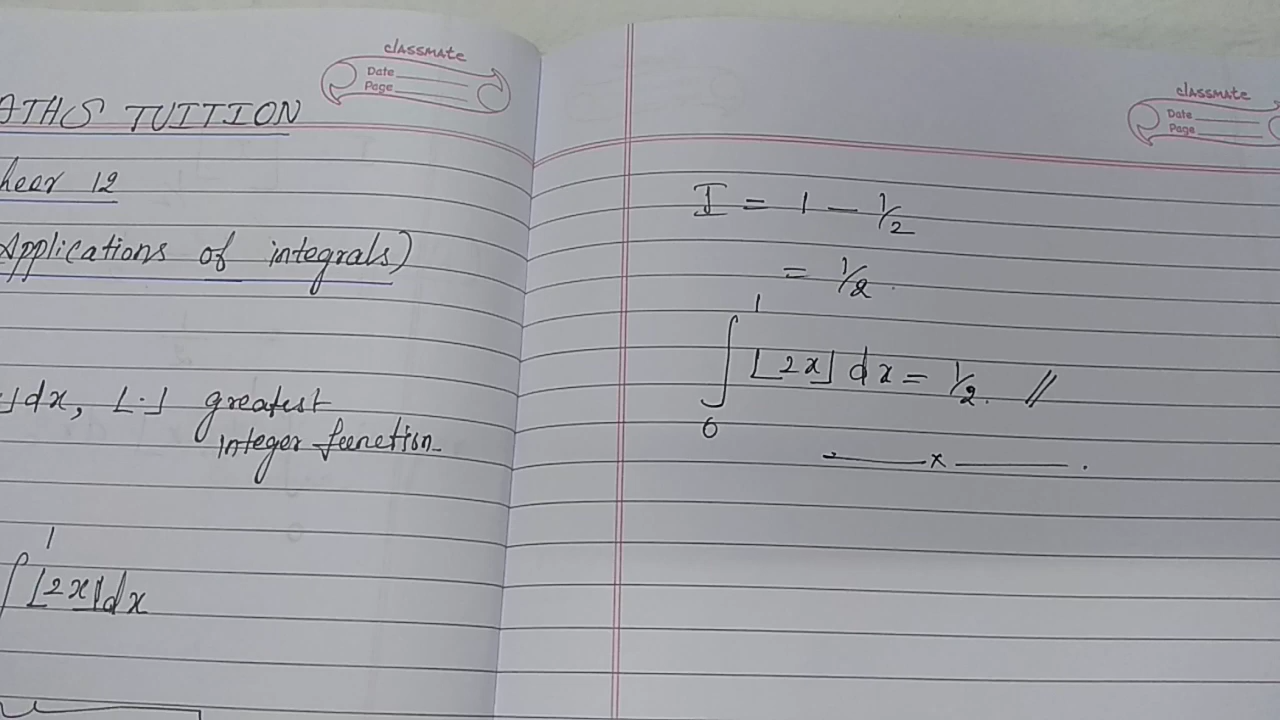 classmate
Date
Page
ATHS TUITION
12
Applications of integrals)
⌋dx, ⌊.⌋ greatest
integer function
1
∫⌊2x⌋dx
classmate
Date
Page
I = 1 - 1/2
= 1/2.
1
∫ ⌊2x⌋ dx = 1/2. //
0
x